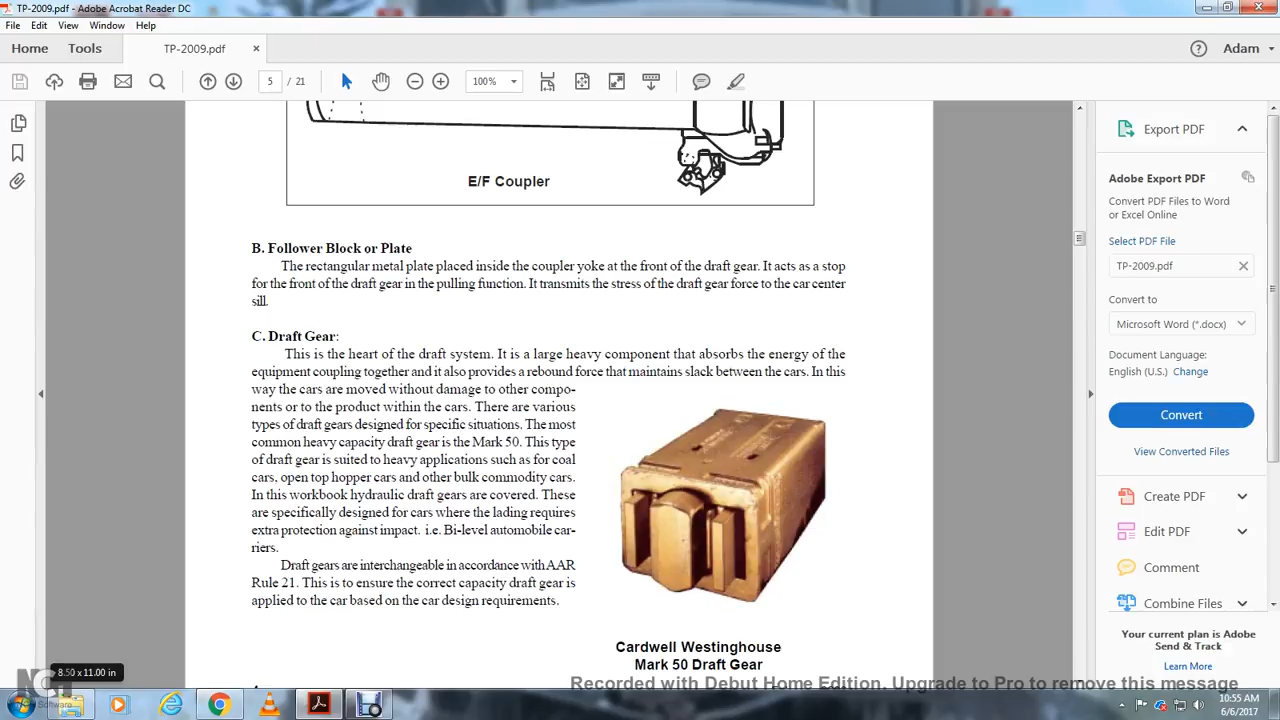 TP-2009.pdf - Adobe Acrobat Reader DC
File Edit View Window Help
Home Tools TP-2009.pdf × Adam
5 / 21 100%
E/F Coupler
B. Follower Block or Plate
The rectangular metal plate placed inside the coupler yoke at the front of the draft gear. It acts as a stop
for the front of the draft gear in the pulling function. It transmits the stress of the draft gear force to the car center
sill.
C. Draft Gear:
This is the heart of the draft system. It is a large heavy component that absorbs the energy of the
equipment coupling together and it also provides a rebound force that maintains slack between the cars. In this
way the cars are moved without damage to other compo-
nents or to the product within the cars. There are various
types of draft gears designed for specific situations. The most
common heavy capacity draft gear is the Mark 50. This type
of draft gear is suited to heavy applications such as for coal
cars, open top hopper cars and other bulk commodity cars.
In this workbook hydraulic draft gears are covered. These
are specifically designed for cars where the lading requires
extra protection against impact. i.e. Bi-level automobile car-
riers.
Draft gears are interchangeable in accordance with AAR
Rule 21. This is to ensure the correct capacity draft gear is
applied to the car based on the car design requirements.
Cardwell Westinghouse
Mark 50 Draft Gear
Export PDF
Adobe Export PDF
Convert PDF Files to Word
or Excel Online
Select PDF File
TP-2009.pdf
Convert to
Microsoft Word (*.docx)
Document Language:
English (U.S.) Change
Convert
View Converted Files
Create PDF
Edit PDF
Comment
Combine Files
Your current plan is Adobe
Send & Track
Learn More
8.50 x 11.00 in
NCH
Software
Recorded with Debut Home Edition. Upgrade to Pro to remove this message
10:55 AM
6/6/2017